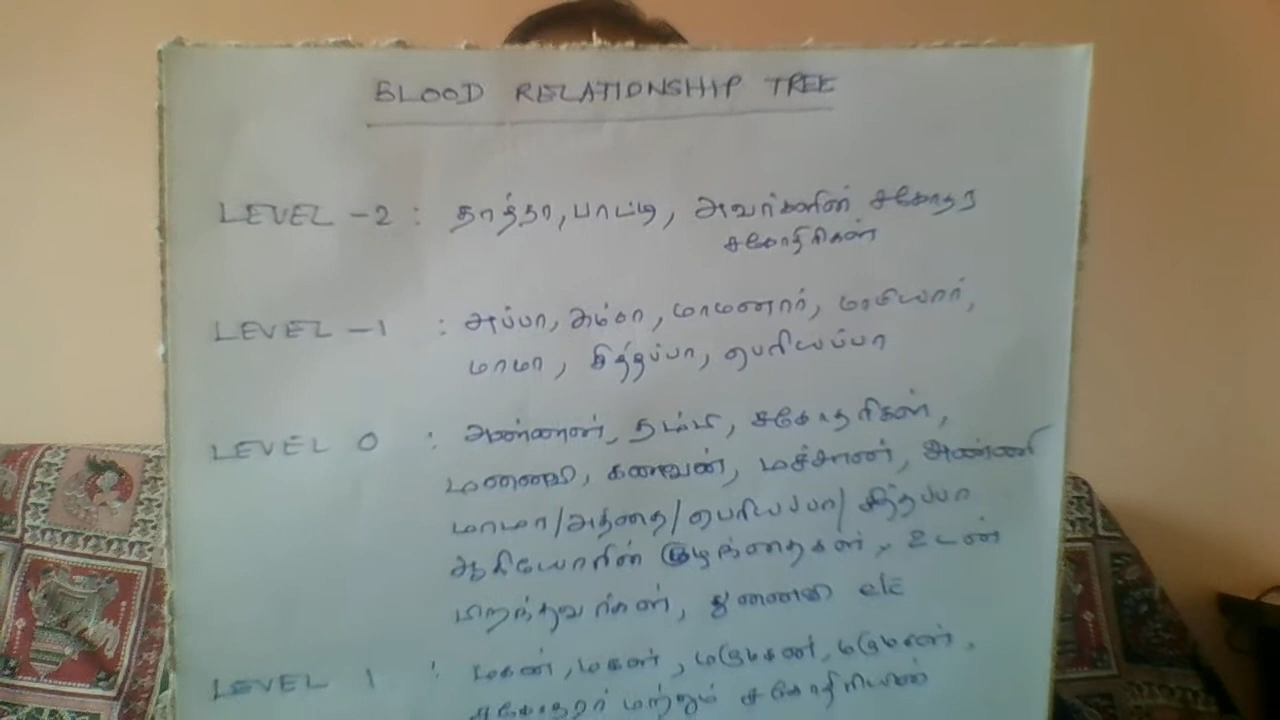 BLOOD RELATIONSHIP TREE
LEVEL -2 : தாத்தா, பாட்டி, அவர்களின் சகோதர
சகோதரிகள்
LEVEL -1 : அப்பா, அம்மா, மாமனார், மாமியார்,
மாமா, சித்தப்பா, பெரியப்பா
LEVEL 0 : அண்ணன், தம்பி, சகோதரிகள்,
மனைவி, கணவன், மச்சான், அண்ணி
மாமா/அத்தை/பெரியப்பா/சித்தப்பா
ஆகியோரின் குழந்தைகள், உடன்
பிறந்தவர்கள், துணைவி etc
LEVEL 1 : மகன், மகள், மருமகன், மருமகள்,
சகோதரர் மற்றும் சகோதரியின்